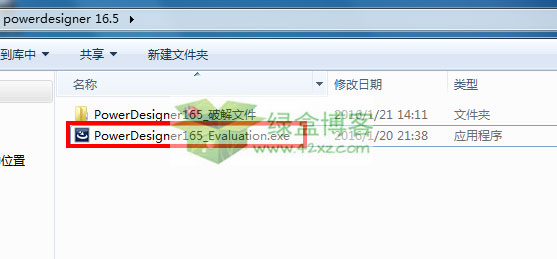 powerdesigner 16.5
到库中 共享 新建文件夹
名称 修改日期 类型
PowerDesigner165_破解文件 2016/1/21 14:11 文件夹
PowerDesigner165_Evaluation.exe 2016/1/20 21:38 应用程序
绿盒博客
www.42xz.com
位置